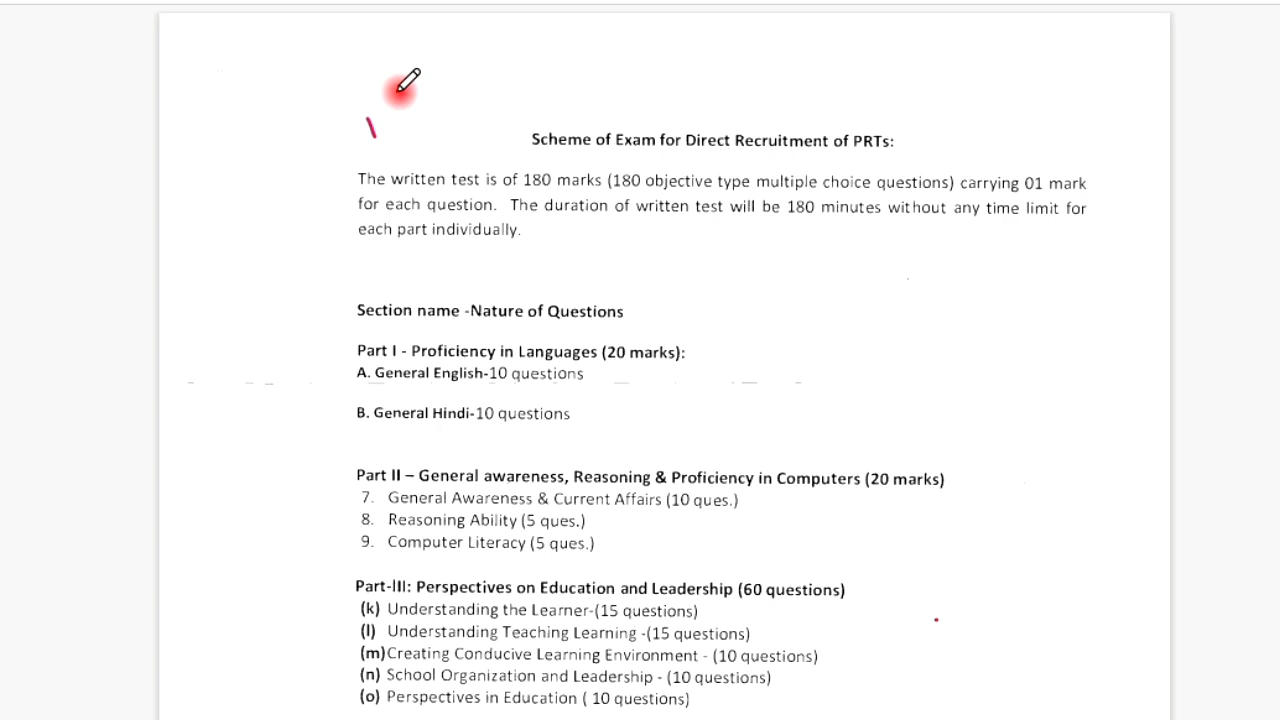 Scheme of Exam for Direct Recruitment of PRTs:
The written test is of 180 marks (180 objective type multiple choice questions) carrying 01 mark
for each question. The duration of written test will be 180 minutes without any time limit for
each part individually.
Section name -Nature of Questions
Part I - Proficiency in Languages (20 marks):
A. General English-10 questions
B. General Hindi-10 questions
Part II – General awareness, Reasoning & Proficiency in Computers (20 marks)
7. General Awareness & Current Affairs (10 ques.)
8. Reasoning Ability (5 ques.)
9. Computer Literacy (5 ques.)
Part-III: Perspectives on Education and Leadership (60 questions)
(k) Understanding the Learner-(15 questions)
(l) Understanding Teaching Learning -(15 questions)
(m)Creating Conducive Learning Environment - (10 questions)
(n) School Organization and Leadership - (10 questions)
(o) Perspectives in Education ( 10 questions)